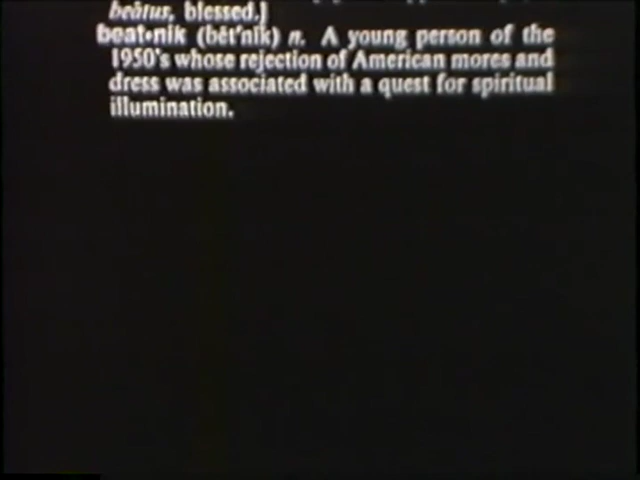 beātus, blessed.]
beat•nik (bēt'nĭk) n. A young person of the
1950's whose rejection of American mores and
dress was associated with a quest for spiritual
illumination.